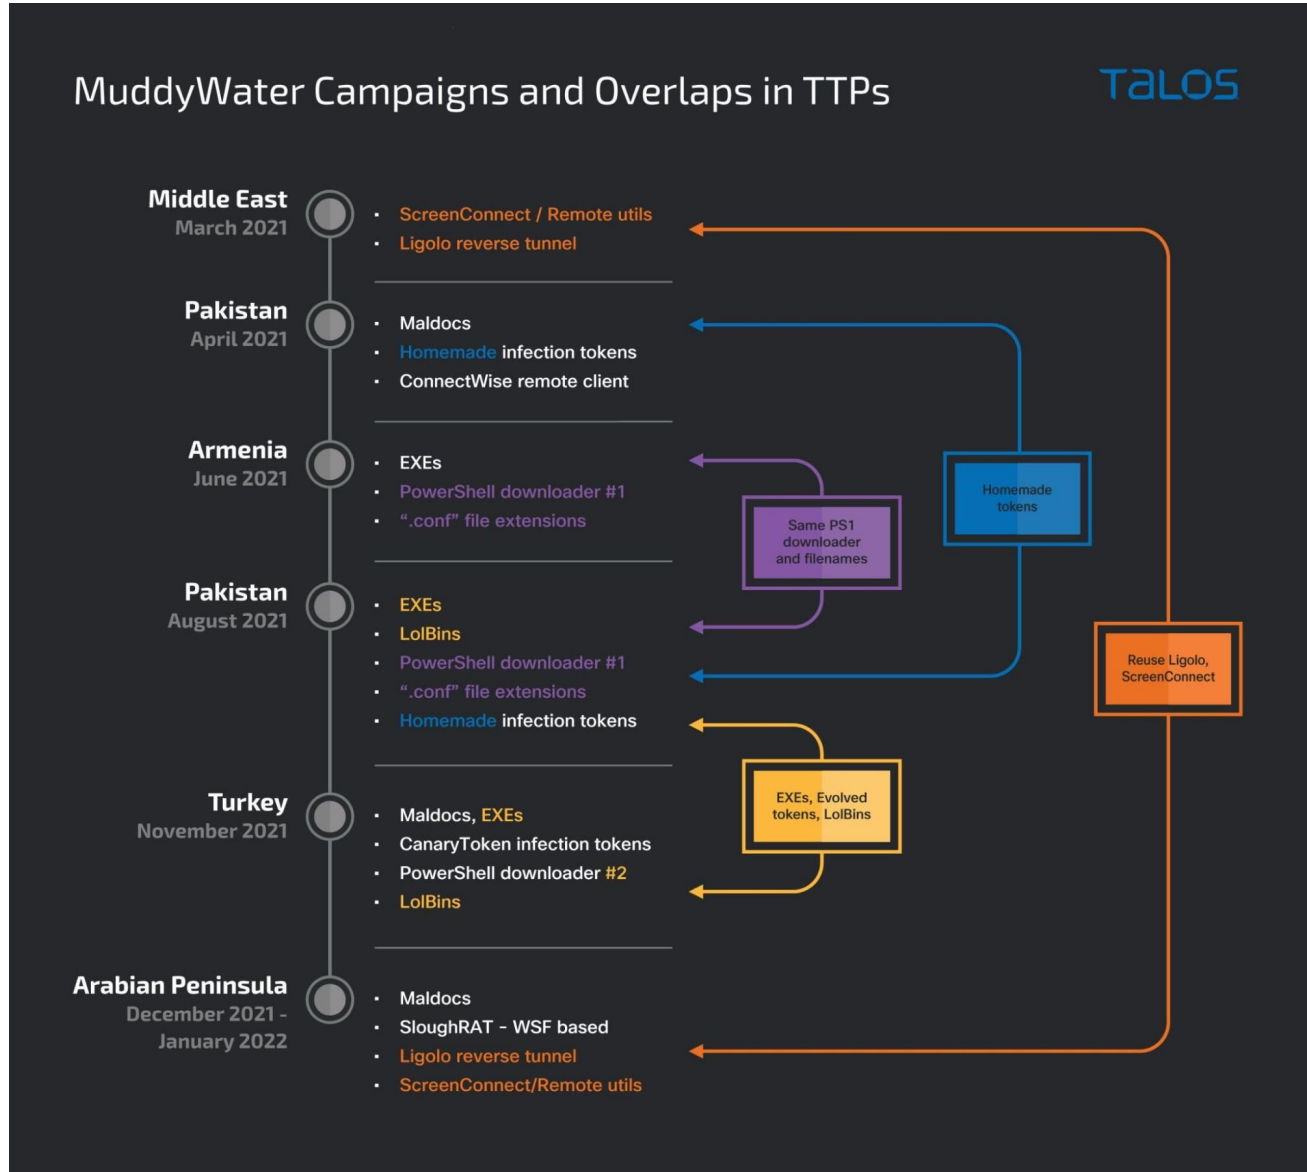 MuddyWater Campaigns and Overlaps in TTPs
TALOS
Middle East
March 2021
▪ ScreenConnect / Remote utils
▪ Ligolo reverse tunnel
Pakistan
April 2021
▪ Maldocs
▪ Homemade infection tokens
▪ ConnectWise remote client
Armenia
June 2021
▪ EXEs
▪ PowerShell downloader #1
▪ “.conf” file extensions
Pakistan
August 2021
▪ EXEs
▪ LolBins
▪ PowerShell downloader #1
▪ “.conf” file extensions
▪ Homemade infection tokens
Turkey
November 2021
▪ Maldocs, EXEs
▪ CanaryToken infection tokens
▪ PowerShell downloader #2
▪ LolBins
Arabian Peninsula
December 2021 -
January 2022
▪ Maldocs
▪ SloughRAT - WSF based
▪ Ligolo reverse tunnel
▪ ScreenConnect/Remote utils
Same PS1
downloader
and filenames
Homemade
tokens
Reuse Ligolo,
ScreenConnect
EXEs, Evolved
tokens, LolBins